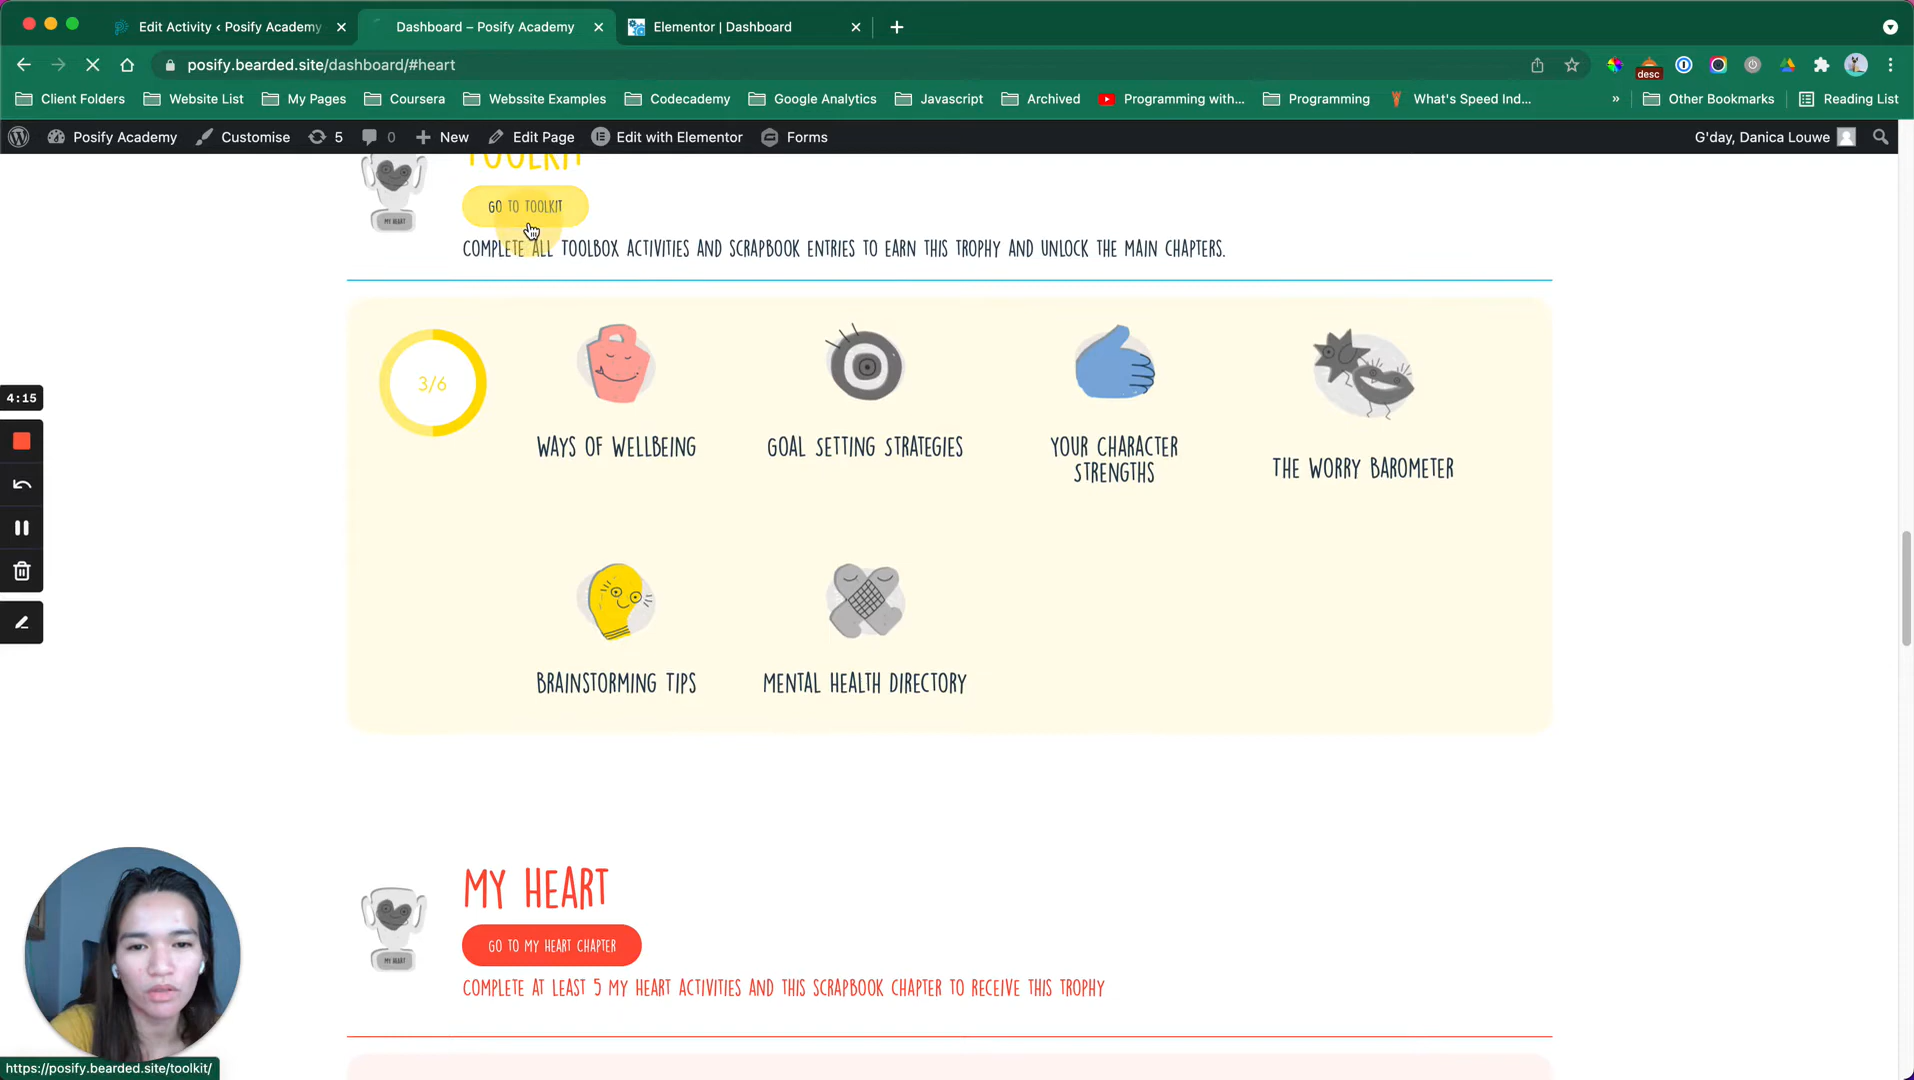 Edit Activity ‹ Posify Academy
Dashboard – Posify Academy
Elementor | Dashboard
posify.bearded.site/dashboard/#heart
desc
Client Folders
Website List
My Pages
Coursera
Webssite Examples
Codecademy
Google Analytics
Javascript
Archived
Programming with...
Programming
What's Speed Ind...
»
Other Bookmarks
Reading List
Posify Academy
Customise
5
0
New
Edit Page
Edit with Elementor
Forms
G'day, Danica Louwe
TOOLKIT
MY HEART
GO TO TOOLKIT
COMPLETE ALL TOOLBOX ACTIVITIES AND SCRAPBOOK ENTRIES TO EARN THIS TROPHY AND UNLOCK THE MAIN CHAPTERS.
3/6
WAYS OF WELLBEING
GOAL SETTING STRATEGIES
YOUR CHARACTER
STRENGTHS
THE WORRY BAROMETER
4:15
BRAINSTORMING TIPS
MENTAL HEALTH DIRECTORY
MY HEART
MY HEART
GO TO MY HEART CHAPTER
COMPLETE AT LEAST 5 MY HEART ACTIVITIES AND THIS SCRAPBOOK CHAPTER TO RECEIVE THIS TROPHY
https://posify.bearded.site/toolkit/